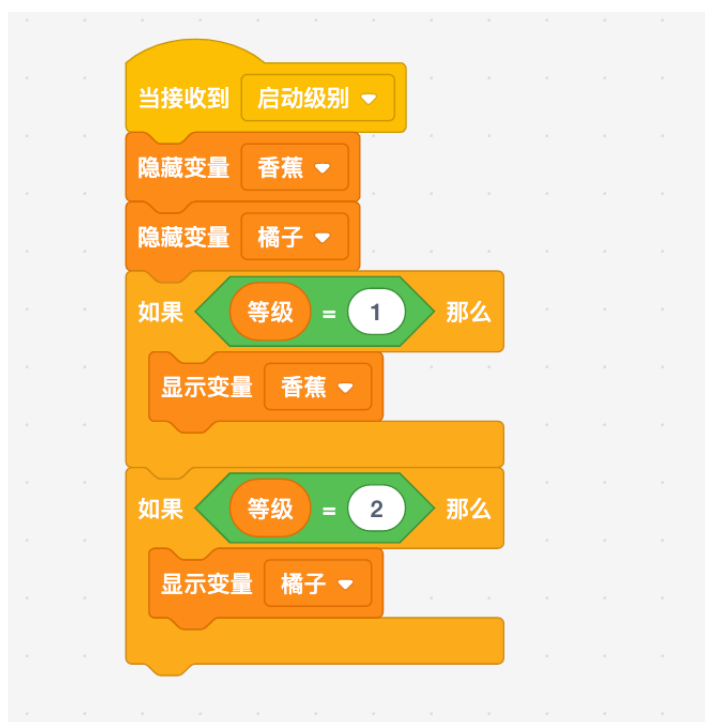 当接收到 启动级别
隐藏变量 香蕉
隐藏变量 橘子
如果 等级 = 1 那么
显示变量 香蕉
如果 等级 = 2 那么
显示变量 橘子